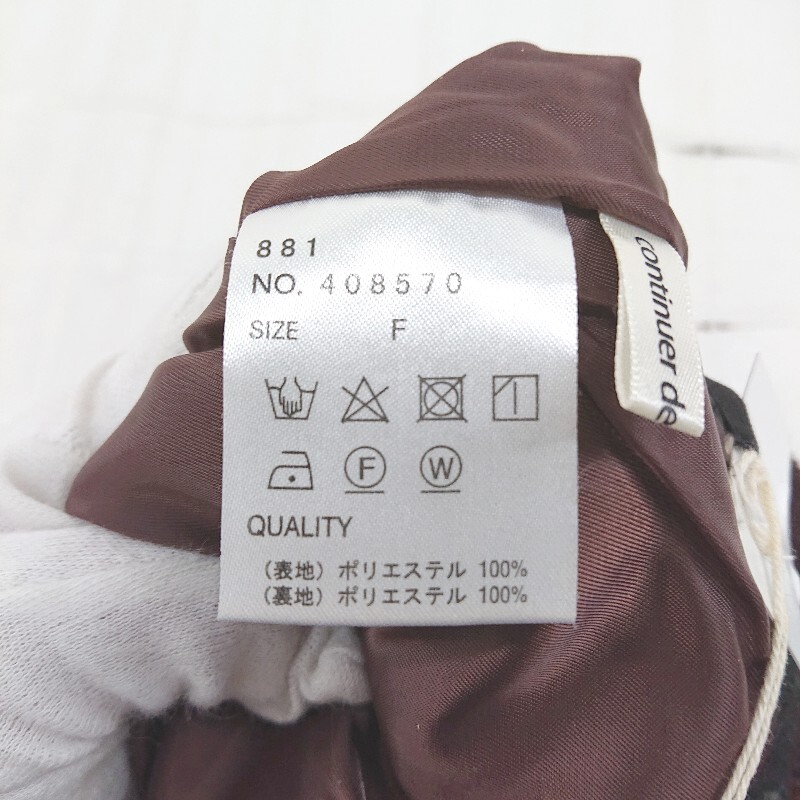 881
NO. 408570
SIZE F
F W
QUALITY
(表地) ポリエステル 100%
(裏地) ポリエステル 100%
continuer de